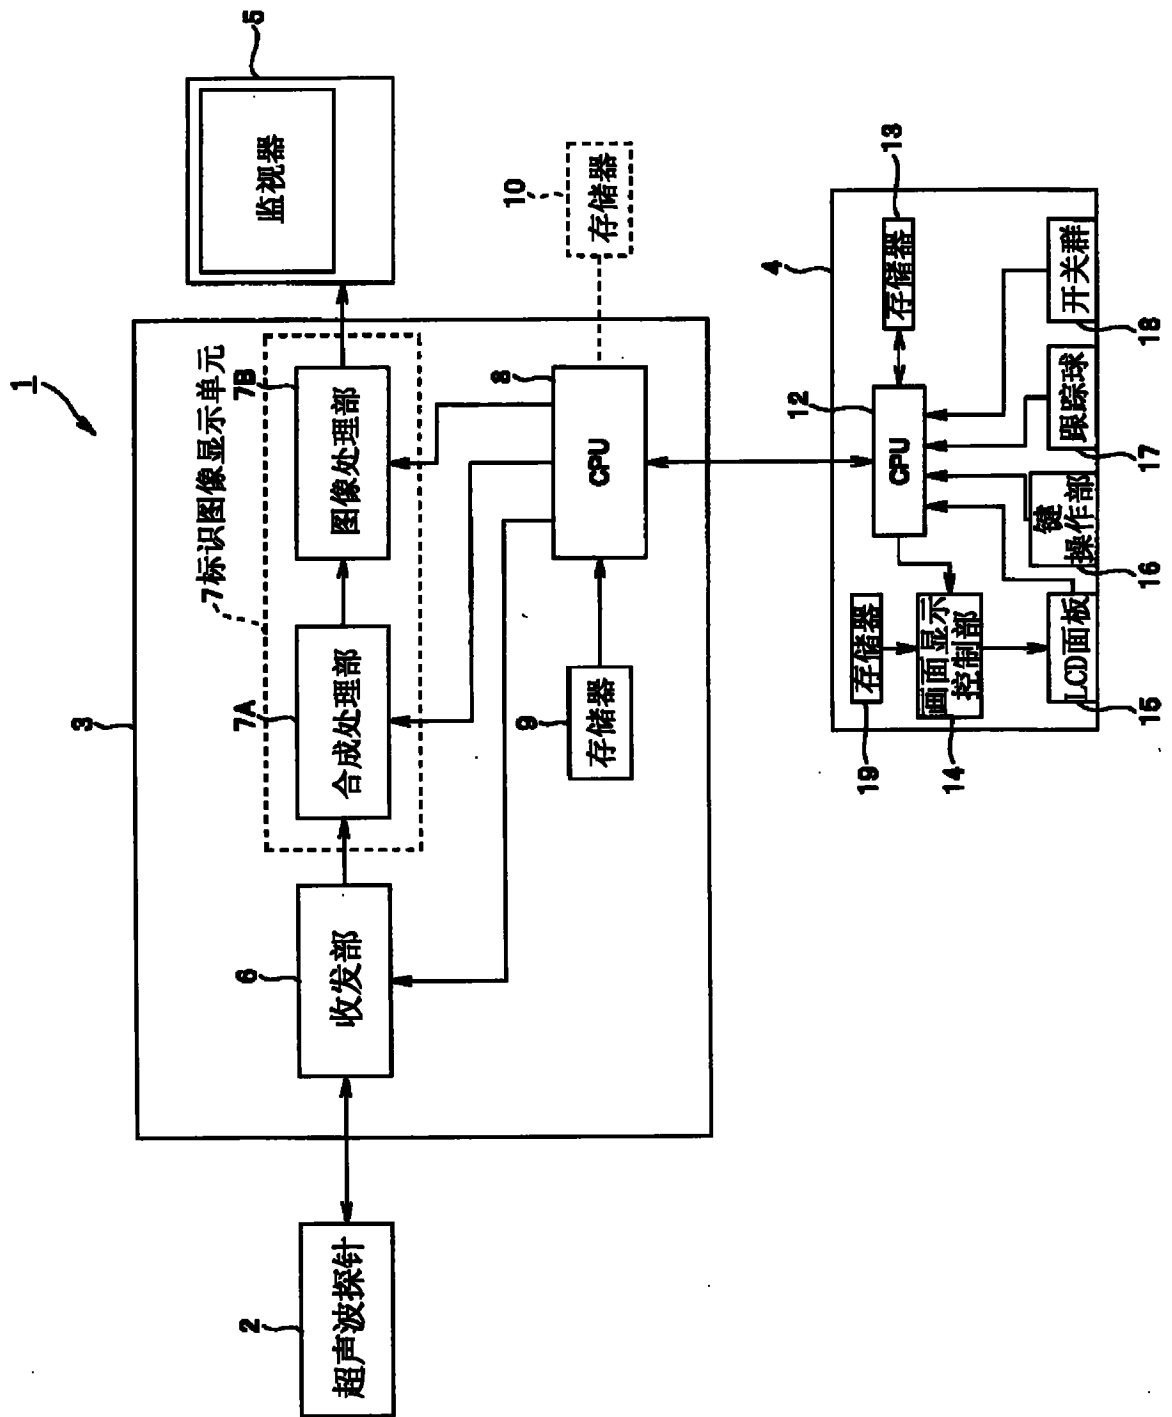 1
5
监视器
3
7标识图像显示单元
7A
合成处理部
7B
图像处理部
6
收发部
2
超声波探针
8
CPU
9
存储器
10
存储器
4
12
CPU
13
存储器
19
存储器
14
画面显示
控制部
15
LCD面板
16
键
操作部
17
跟踪球
18
开关群